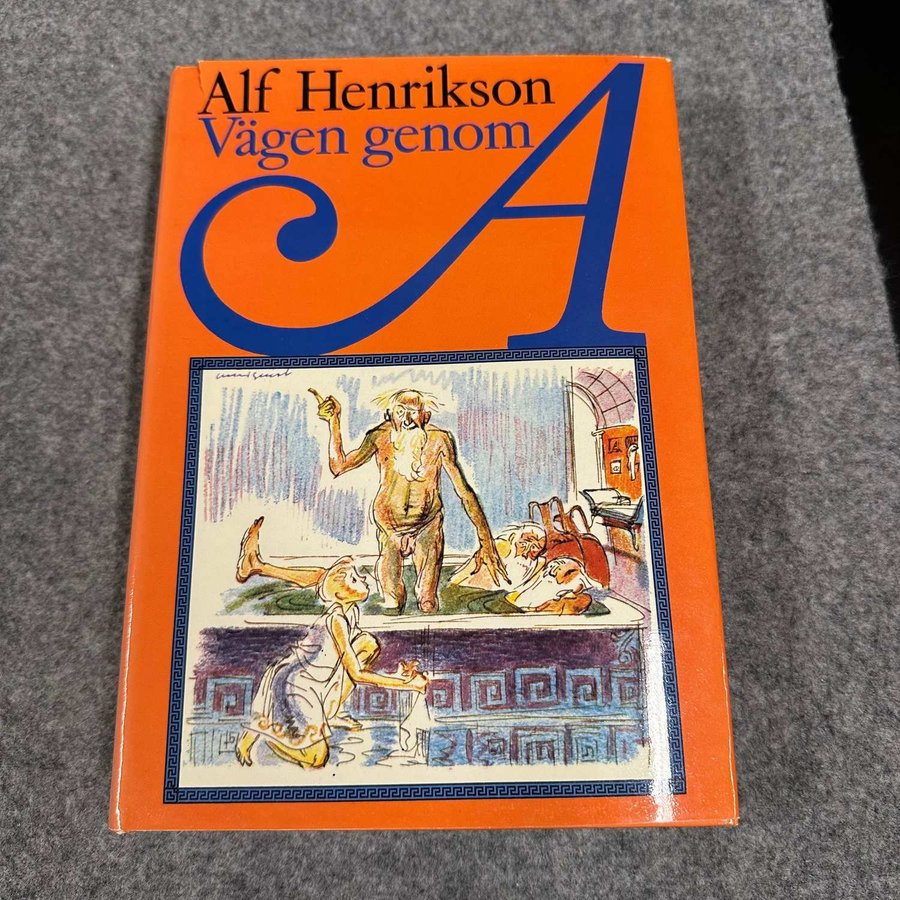 Alf Henrikson
Vägen genom
A